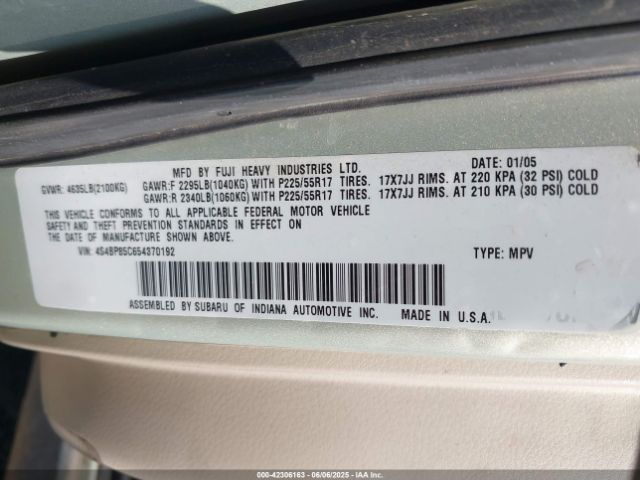 MFD BY FUJI HEAVY INDUSTRIES LTD. DATE: 01/05
GVWR: 4635LB(2100KG) GAWR:F 2295LB(1040KG) WITH P225/55R17 TIRES. 17X7JJ RIMS. AT 220 KPA (32 PSI) COLD
GAWR:R 2340LB(1060KG) WITH P225/55R17 TIRES. 17X7JJ RIMS. AT 210 KPA (30 PSI) COLD
THIS VEHICLE CONFORMS TO ALL APPLICABLE FEDERAL MOTOR VEHICLE
SAFETY AND THEFT PREVENTION STANDARDS IN EFFECT ON
THE DATE OF MANUFACTURE SHOWN ABOVE.
VIN: 4S4BP85C654370192 TYPE: MPV
ASSEMBLED BY SUBARU OF INDIANA AUTOMOTIVE INC. MADE IN U.S.A.
000-42306163 - 06/06/2025 - IAAI.COM